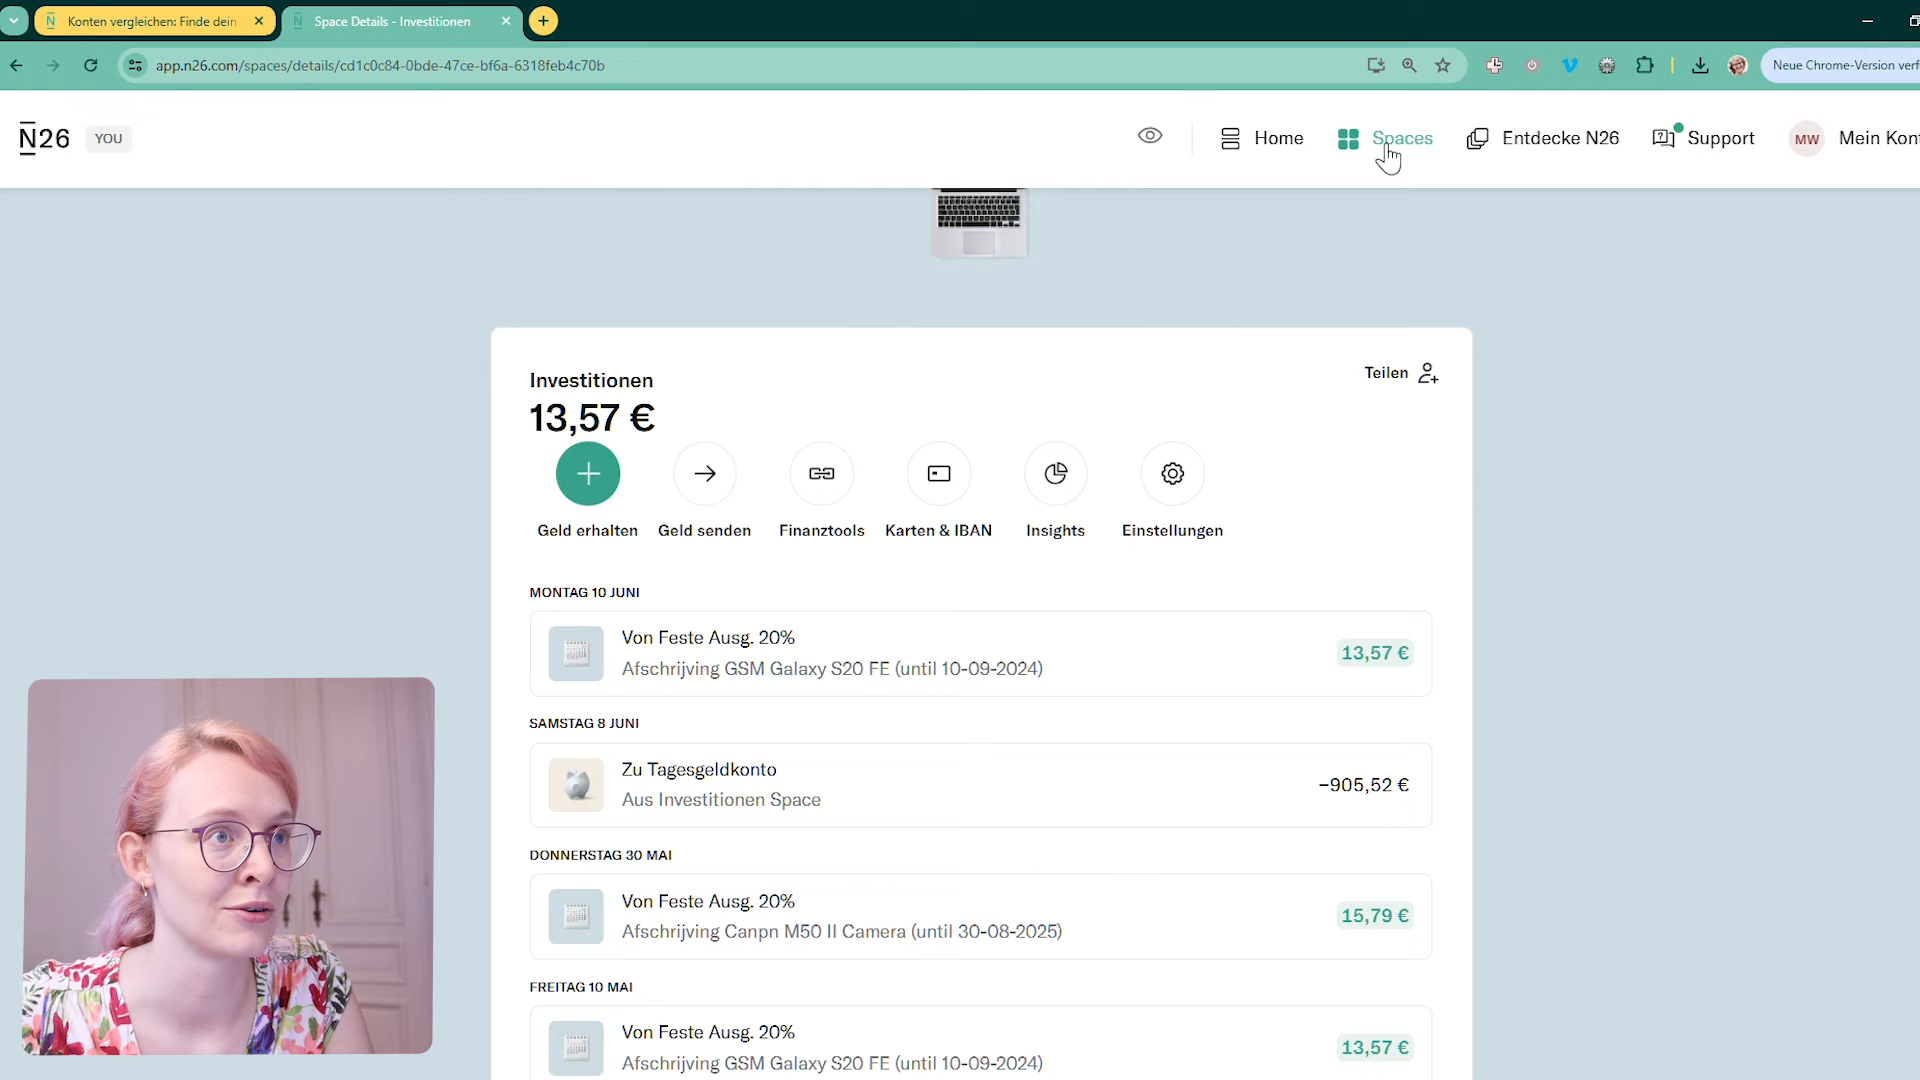 Konten vergleichen: Finde dein
Space Details - Investitionen
app.n26.com/spaces/details/cd1c0c84-0bde-47ce-bf6a-6318feb4c70b
Neue Chrome-Version verf
N26 YOU
Home
Spaces
Entdecke N26
Support
MW
Mein Kont
Investitionen
Teilen
13,57 €
Geld erhalten
Geld senden
Finanztools
Karten & IBAN
Insights
Einstellungen
MONTAG 10 JUNI
Von Feste Ausg. 20%
Afschrijving GSM Galaxy S20 FE (until 10-09-2024)
13,57 €
SAMSTAG 8 JUNI
Zu Tagesgeldkonto
Aus Investitionen Space
−905,52 €
DONNERSTAG 30 MAI
Von Feste Ausg. 20%
Afschrijving Canpn M50 II Camera (until 30-08-2025)
15,79 €
FREITAG 10 MAI
Von Feste Ausg. 20%
Afschrijving GSM Galaxy S20 FE (until 10-09-2024)
13,57 €